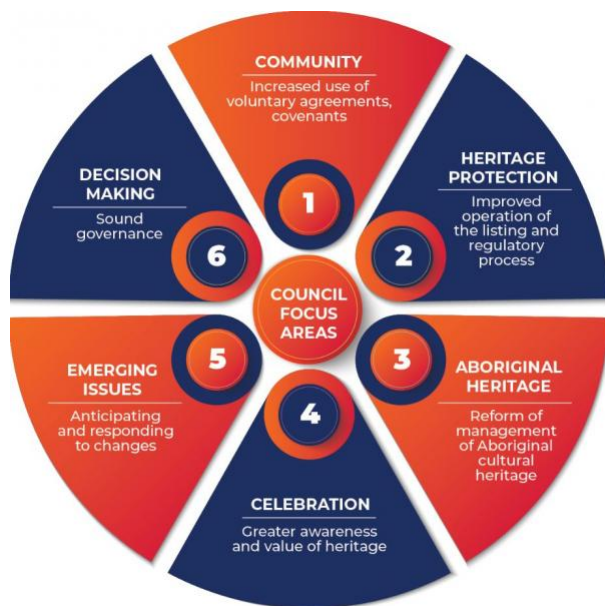 COMMUNITY
Increased use of
voluntary agreements,
covenants
1
HERITAGE
PROTECTION
Improved
operation of
the listing and
regulatory
process
2
3
ABORIGINAL
HERITAGE
Reform of
management
of Aboriginal
cultural
heritage
4
CELEBRATION
Greater awareness
and value of heritage
5
EMERGING
ISSUES
Anticipating
and responding
to changes
DECISION
MAKING
Sound
governance
6
COUNCIL
FOCUS
AREAS